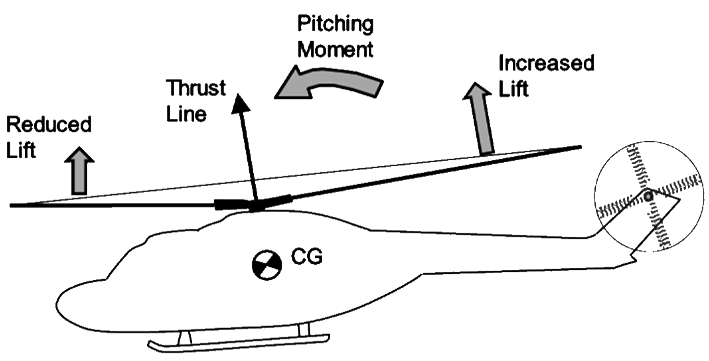 Pitching
Moment
Increased
Lift
Thrust
Line
Reduced
Lift
CG